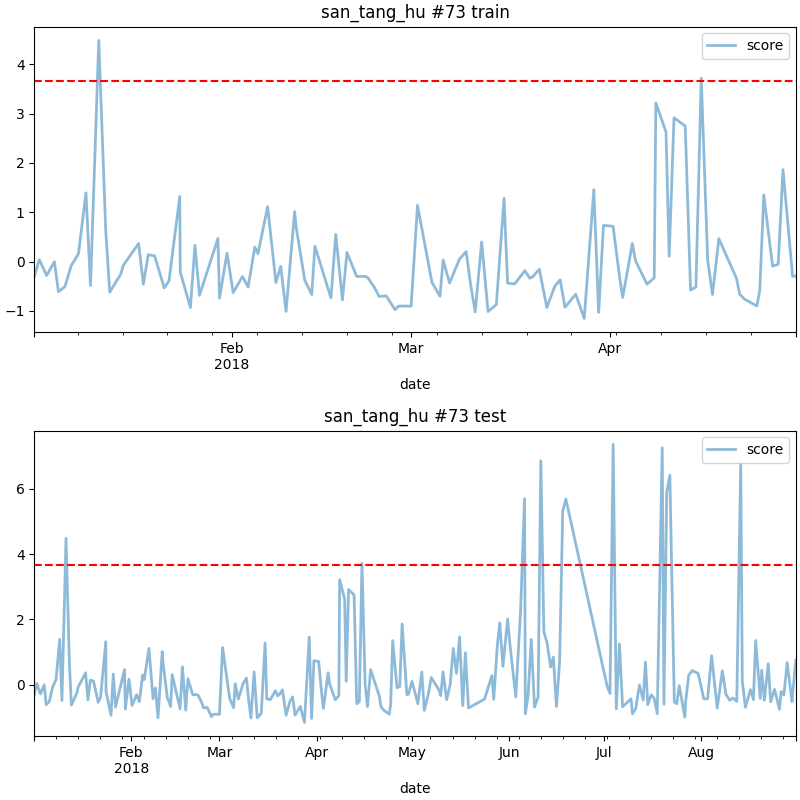 san_tang_hu #73 train
score
4
3
2
1
0
−1
Feb
2018
Mar
Apr
date
san_tang_hu #73 test
score
6
4
2
0
Feb
2018
Mar
Apr
May
Jun
Jul
Aug
date